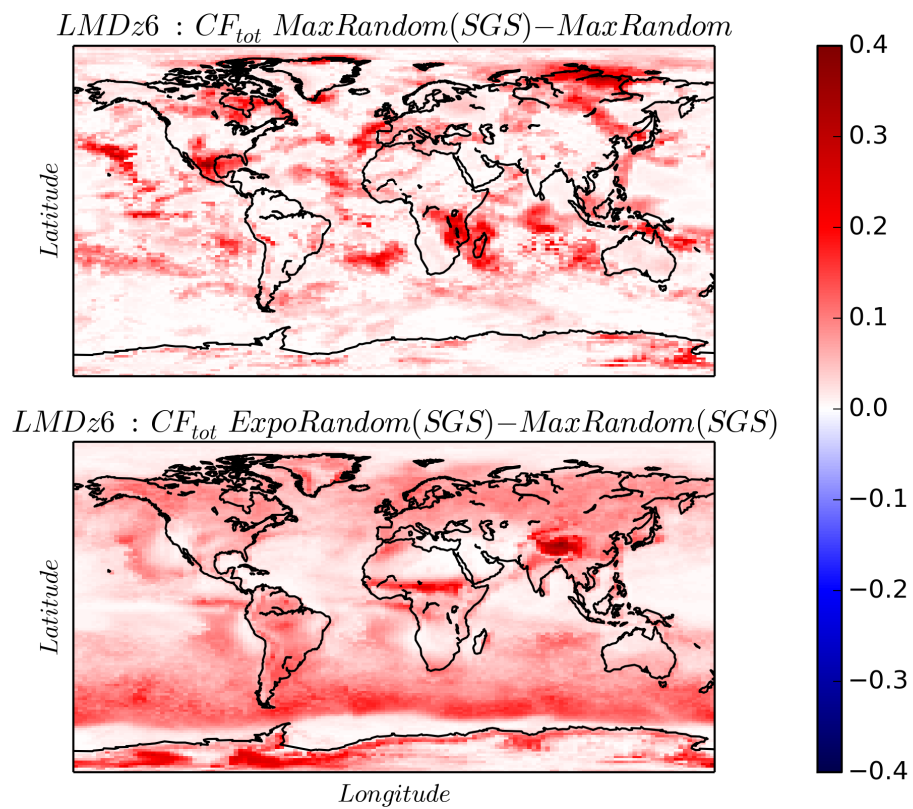 LMDz6 : CF_tot MaxRandom(SGS)−MaxRandom
Latitude
LMDz6 : CF_tot ExpoRandom(SGS)−MaxRandom(SGS)
Latitude
Longitude
0.4
0.3
0.2
0.1
0.0
−0.1
−0.2
−0.3
−0.4